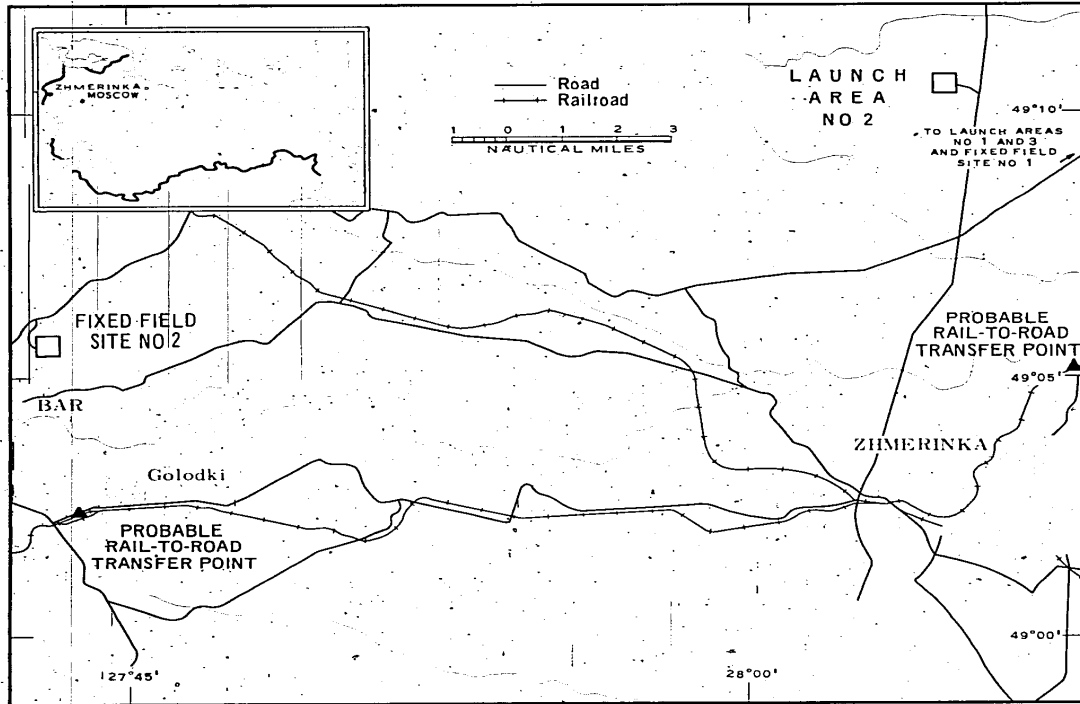 ZHMERINKA
MOSCOW
Road
Railroad
1 0 1 2 3
NAUTICAL MILES
LAUNCH
AREA
NO 2
49°10'
TO LAUNCH AREAS
NO 1 AND 3
AND FIXED FIELD
SITE NO 1
FIXED FIELD
SITE NO 2
PROBABLE
RAIL-TO-ROAD
TRANSFER POINT
49°05'
BAR
ZHMERINKA
Golodki
PROBABLE
RAIL-TO-ROAD
TRANSFER POINT
49°00'
27°45'
28°00'